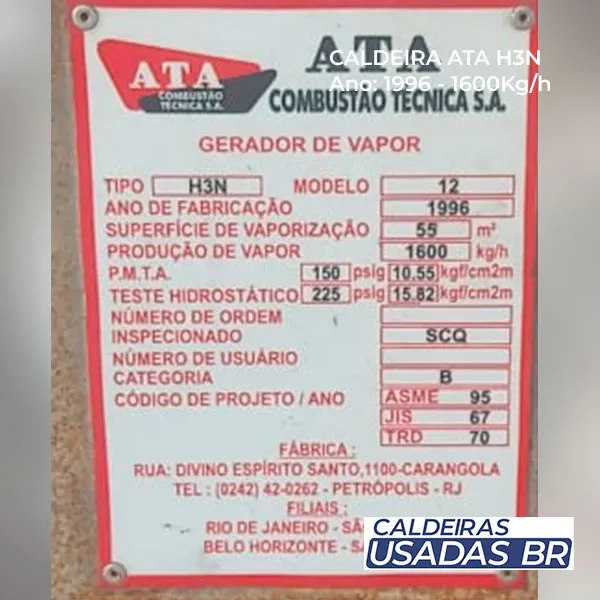 CALDEIRA ATA H3N
Ano: 1996 - 1600Kg/h
ATA
COMBUSTÃO
TÉCNICA S.A.
ATA
COMBUSTÃO TÉCNICA S.A.
GERADOR DE VAPOR
TIPO H3N MODELO 12
ANO DE FABRICAÇÃO 1996
SUPERFÍCIE DE VAPORIZAÇÃO 55 m²
PRODUÇÃO DE VAPOR 1600 kg/h
P.M.T.A. 150 psig 10.55 kgf/cm2m
TESTE HIDROSTÁTICO 225 psig 15.82 kgf/cm2m
NÚMERO DE ORDEM
INSPECIONADO SCQ
NÚMERO DE USUÁRIO
CATEGORIA B
CÓDIGO DE PROJETO / ANO ASME 95
JIS 67
TRD 70
FÁBRICA :
RUA: DIVINO ESPÍRITO SANTO,1100-CARANGOLA
TEL : (0242) 42-0262 - PETRÓPOLIS - RJ
FILIAIS :
RIO DE JANEIRO -
BELO HORIZONTE -
CALDEIRAS
USADAS BR